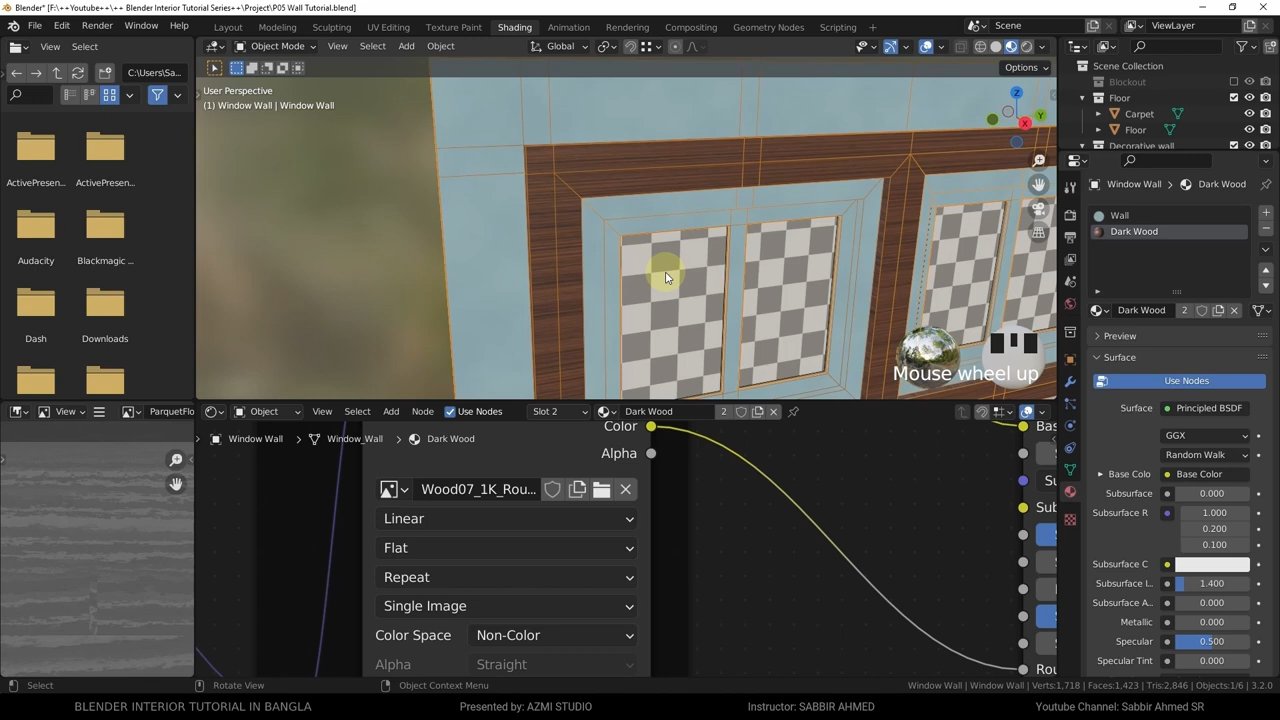 Blender* [F:\++Youtube\++ Blender Interior Tutorial Series++\Project\P05 Wall Tutorial.blend]
File Edit Render Window Help Layout Modeling Sculpting UV Editing Texture Paint Shading Animation Rendering Compositing Geometry Nodes Scripting Scene ViewLayer
View Select Object Mode View Select Add Object Global
C:\Users\Sa... Options
User Perspective
(1) Window Wall | Window Wall
Scene Collection
Blockout
Floor
Carpet
Floor
Decorative wall
ActivePresen... ActivePresen...
Audacity Blackmagic ...
Dash Downloads
Z
Y
X
Window Wall Dark Wood
Wall
Dark Wood
Dark Wood 2
Preview
Surface
Use Nodes
Surface Principled BSDF
GGX
Random Walk
Base Colo Base Color
Subsurface 0.000
Subsurface R 1.000
0.200
0.100
Subsurface C
Subsurface I... 1.400
Subsurface A... 0.000
Metallic 0.000
Specular 0.500
Specular Tint 0.000
Mouse wheel up
View ParquetFlo Object View Select Add Node Use Nodes Slot 2 Dark Wood 2
Window Wall Window_Wall Dark Wood
Color
Alpha
Wood07_1K_Rou...
Linear
Flat
Repeat
Single Image
Color Space Non-Color
Alpha Straight
Bas
Su
Sub
Rou
Select Rotate View Object Context Menu Window Wall | Window Wall | Verts:1,718 | Faces:1,423 | Tris:2,846 | Objects:1/6 | 3.2.0
BLENDER INTERIOR TUTORIAL IN BANGLA Presented by: AZMI STUDIO Instructor: SABBIR AHMED Youtube Channel: Sabbir Ahmed SR